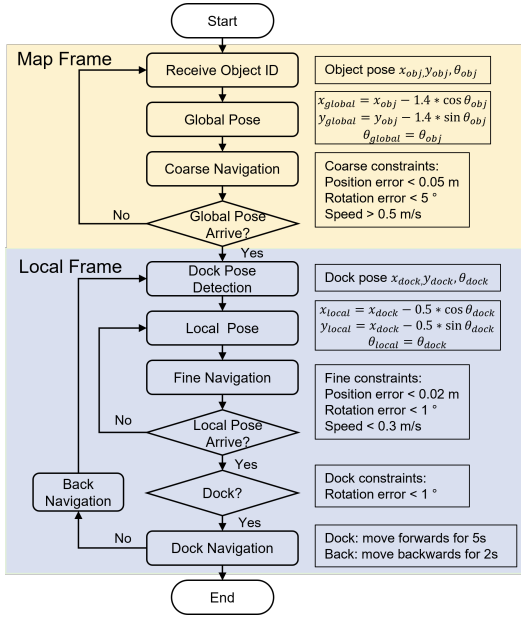 Start
Map Frame
Receive Object ID
Object pose x_obj, y_obj, θ_obj
Global Pose
x_global = x_obj − 1.4 * cos θ_obj
y_global = y_obj − 1.4 * sin θ_obj
θ_global = θ_obj
Coarse Navigation
Coarse constraints:
Position error < 0.05 m
Rotation error < 5 °
Speed > 0.5 m/s
No
Global Pose
Arrive?
Yes
Local Frame
Dock Pose
Detection
Dock pose x_dock, y_dock, θ_dock
Local Pose
x_local = x_dock − 0.5 * cos θ_dock
y_local = x_dock − 0.5 * sin θ_dock
θ_local = θ_dock
Fine Navigation
Fine constraints:
Position error < 0.02 m
Rotation error < 1 °
Speed < 0.3 m/s
No
Local Pose
Arrive?
Yes
Back
Navigation
Dock?
Dock constraints:
Rotation error < 1 °
Yes
No
Dock Navigation
Dock: move forwards for 5s
Back: move backwards for 2s
End